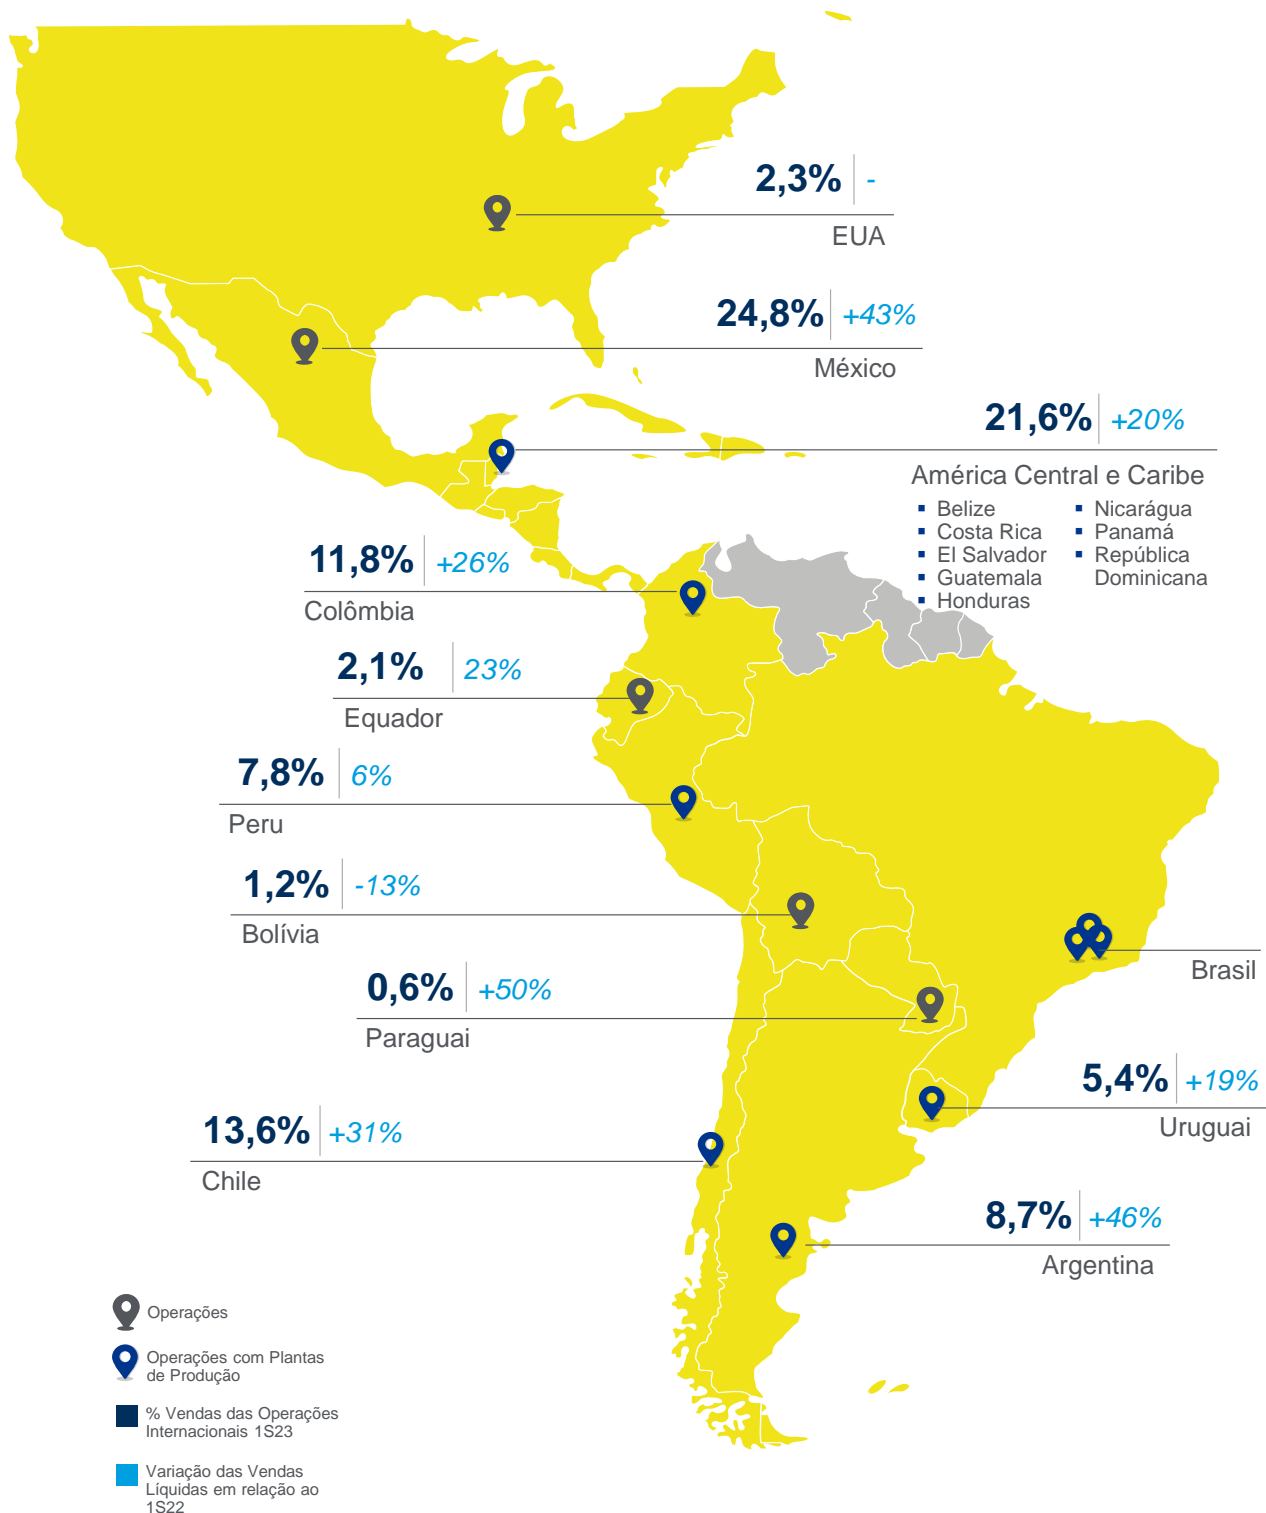 2,3% -
EUA
24,8% +43%
México
21,6% +20%
América Central e Caribe
▪ Belize
▪ Costa Rica
▪ El Salvador
▪ Guatemala
▪ Honduras
▪ Nicarágua
▪ Panamá
▪ República
Dominicana
11,8% +26%
Colômbia
2,1% 23%
Equador
7,8% 6%
Peru
1,2% -13%
Bolívia
Brasil
0,6% +50%
Paraguai
5,4% +19%
Uruguai
13,6% +31%
Chile
8,7% +46%
Argentina
Operações
Operações com Plantas
de Produção
% Vendas das Operações
Internacionais 1S23
Variação das Vendas
Líquidas em relação ao
1S22